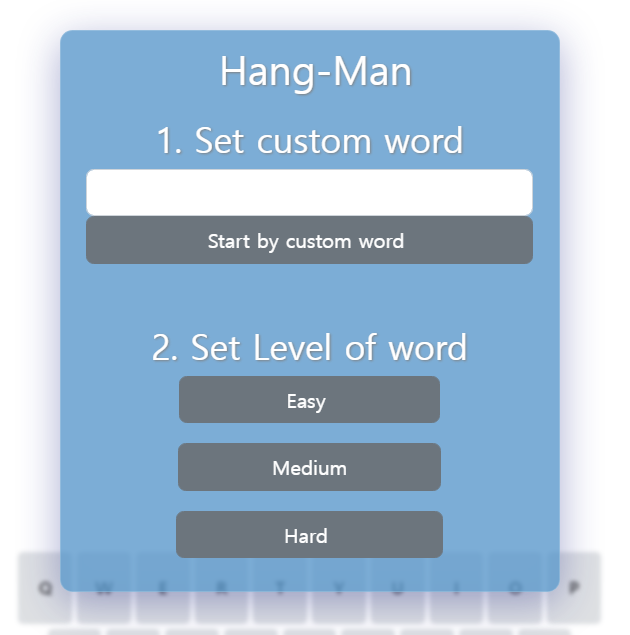 Hang-Man
1. Set custom word
Start by custom word
2. Set Level of word
Easy
Medium
Hard
Q W E R T Y U I O P